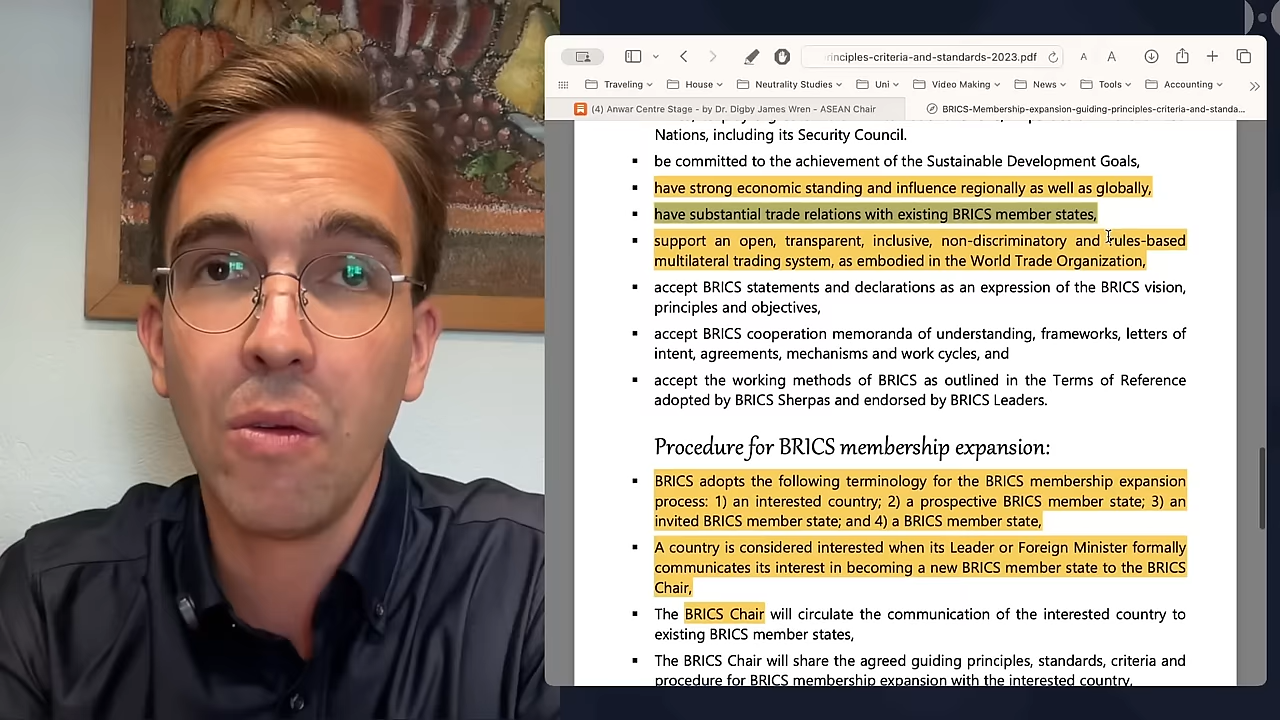 rinciples-criteria-and-standards-2023.pdf
A A
Traveling House Neutrality Studies Uni Video Making News Tools Accounting
(4) Anwar Centre Stage - by Dr. Digby James Wren - ASEAN Chair
BRICS-Membership-expansion-guiding-principles-criteria-and-standa...
Nations, including its Security Council.
▪ be committed to the achievement of the Sustainable Development Goals,
▪ have strong economic standing and influence regionally as well as globally,
▪ have substantial trade relations with existing BRICS member states,
▪ support an open, transparent, inclusive, non-discriminatory and rules-based
multilateral trading system, as embodied in the World Trade Organization,
▪ accept BRICS statements and declarations as an expression of the BRICS vision,
principles and objectives,
▪ accept BRICS cooperation memoranda of understanding, frameworks, letters of
intent, agreements, mechanisms and work cycles, and
▪ accept the working methods of BRICS as outlined in the Terms of Reference
adopted by BRICS Sherpas and endorsed by BRICS Leaders.
Procedure for BRICS membership expansion:
▪ BRICS adopts the following terminology for the BRICS membership expansion
process: 1) an interested country; 2) a prospective BRICS member state; 3) an
invited BRICS member state; and 4) a BRICS member state,
▪ A country is considered interested when its Leader or Foreign Minister formally
communicates its interest in becoming a new BRICS member state to the BRICS
Chair,
▪ The BRICS Chair will circulate the communication of the interested country to
existing BRICS member states,
▪ The BRICS Chair will share the agreed guiding principles, standards, criteria and
procedure for BRICS membership expansion with the interested country,